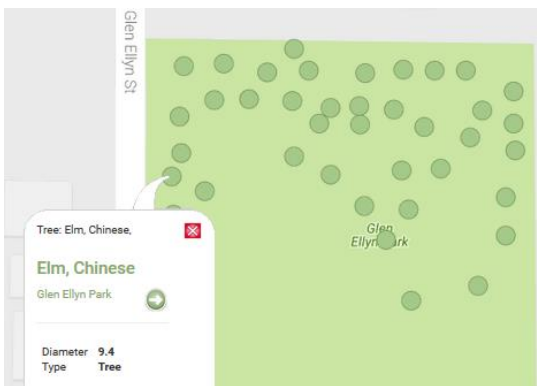 Glen Ellyn St
Glen
Ellyn Park
Tree: Elm, Chinese,
Elm, Chinese
Glen Ellyn Park
Diameter 9.4
Type Tree